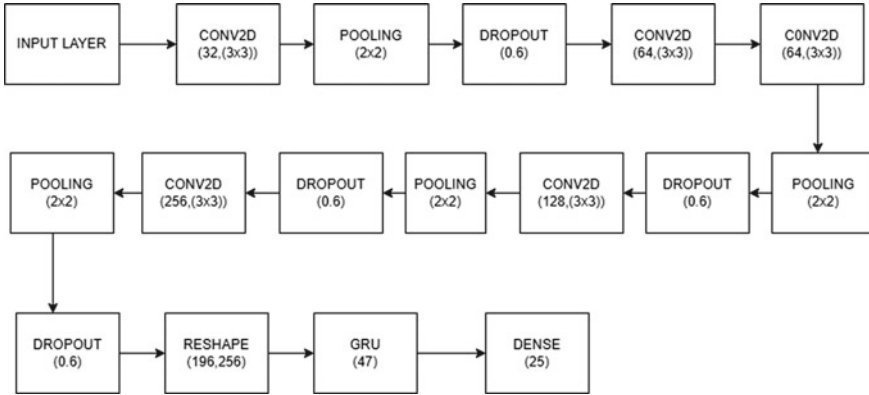 INPUT LAYER
CONV2D
(32,(3x3))
POOLING
(2x2)
DROPOUT
(0.6)
CONV2D
(64,(3x3))
C0NV2D
(64,(3x3))
POOLING
(2x2)
CONV2D
(256,(3x3))
DROPOUT
(0.6)
POOLING
(2x2)
CONV2D
(128,(3x3))
DROPOUT
(0.6)
POOLING
(2x2)
DROPOUT
(0.6)
RESHAPE
(196,256)
GRU
(47)
DENSE
(25)